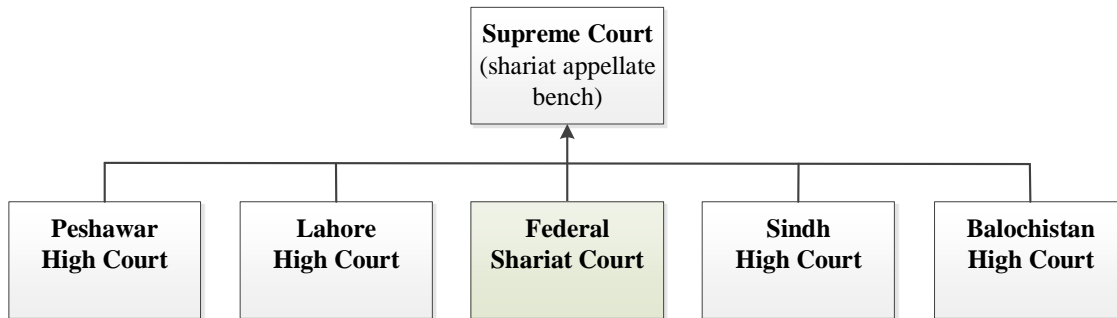 Supreme Court
(shariat appellate
bench)
Peshawar
High Court
Lahore
High Court
Federal
Shariat Court
Sindh
High Court
Balochistan
High Court